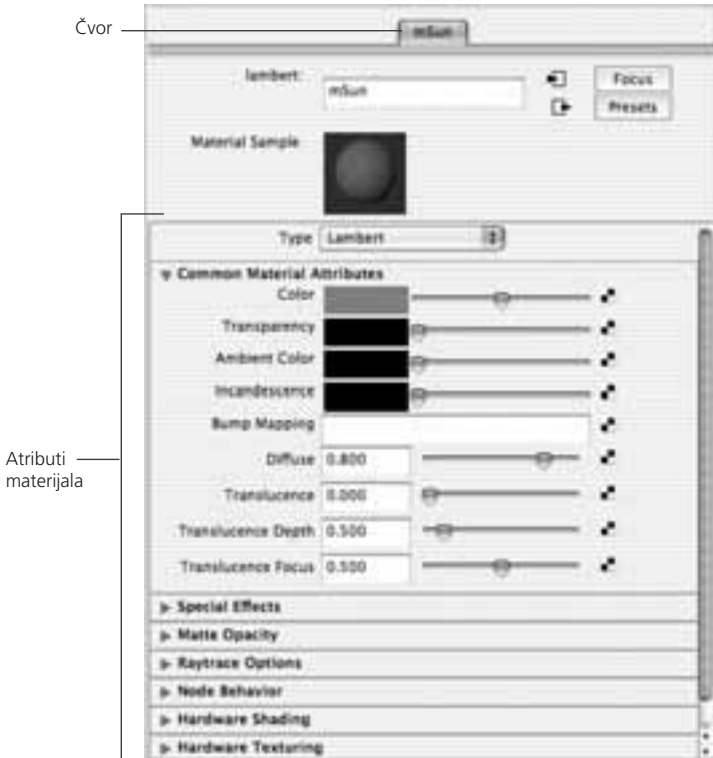 Čvor
mSun
lambert:
mSun
Focus
Presets
Material Sample
Type Lambert
Common Material Attributes
Color
Transparency
Ambient Color
Incandescence
Bump Mapping
Diffuse 0.800
Translucence 0.000
Translucence Depth 0.500
Translucence Focus 0.500
Atributi
materijala
Special Effects
Matte Opacity
Raytrace Options
Node Behavior
Hardware Shading
Hardware Texturing